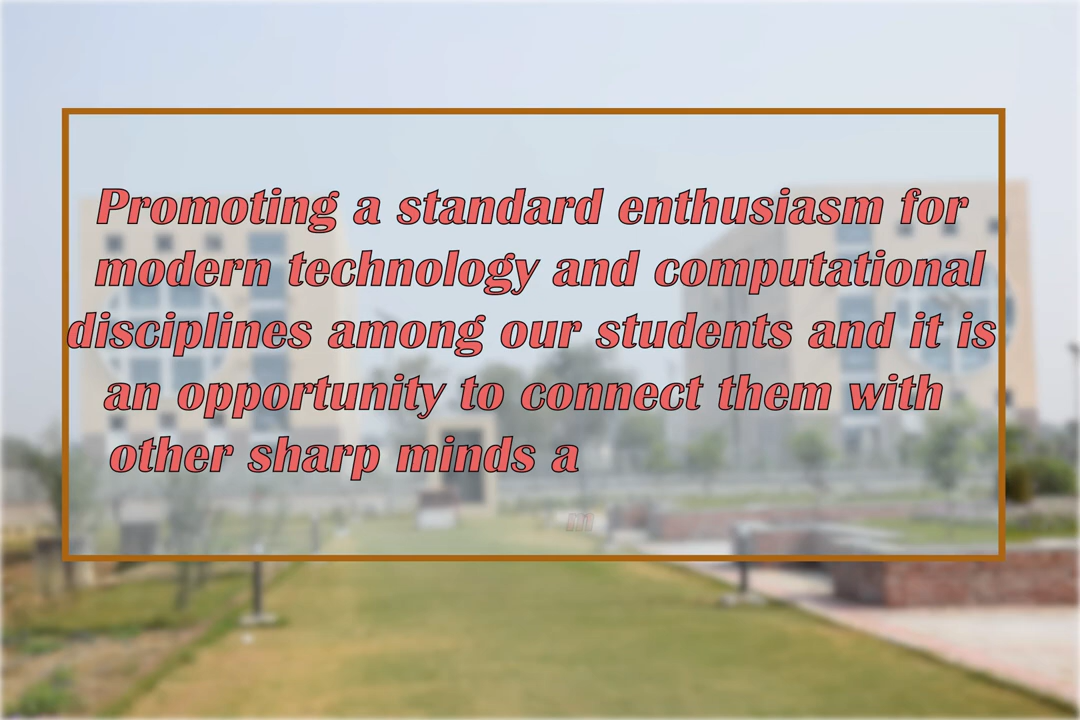 Promoting a standard enthusiasm for
modern technology and computational
disciplines among our students and it is
an opportunity to connect them with
other sharp minds a